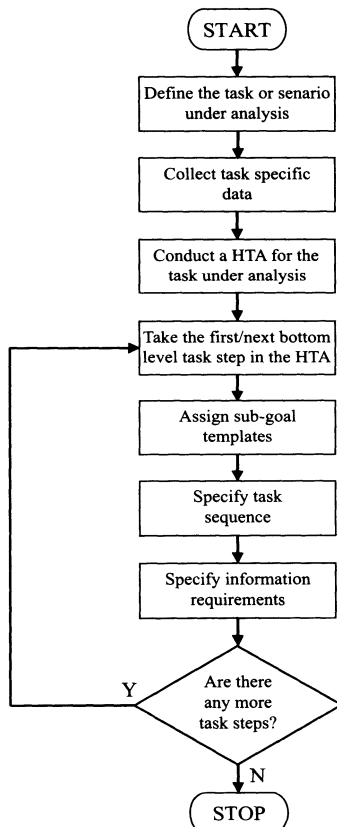 START
Define the task or senario
under analysis
Collect task specific
data
Conduct a HTA for the
task under analysis
Take the first/next bottom
level task step in the HTA
Assign sub-goal
templates
Specify task
sequence
Specify information
requirements
Are there
any more
task steps?
Y
N
STOP